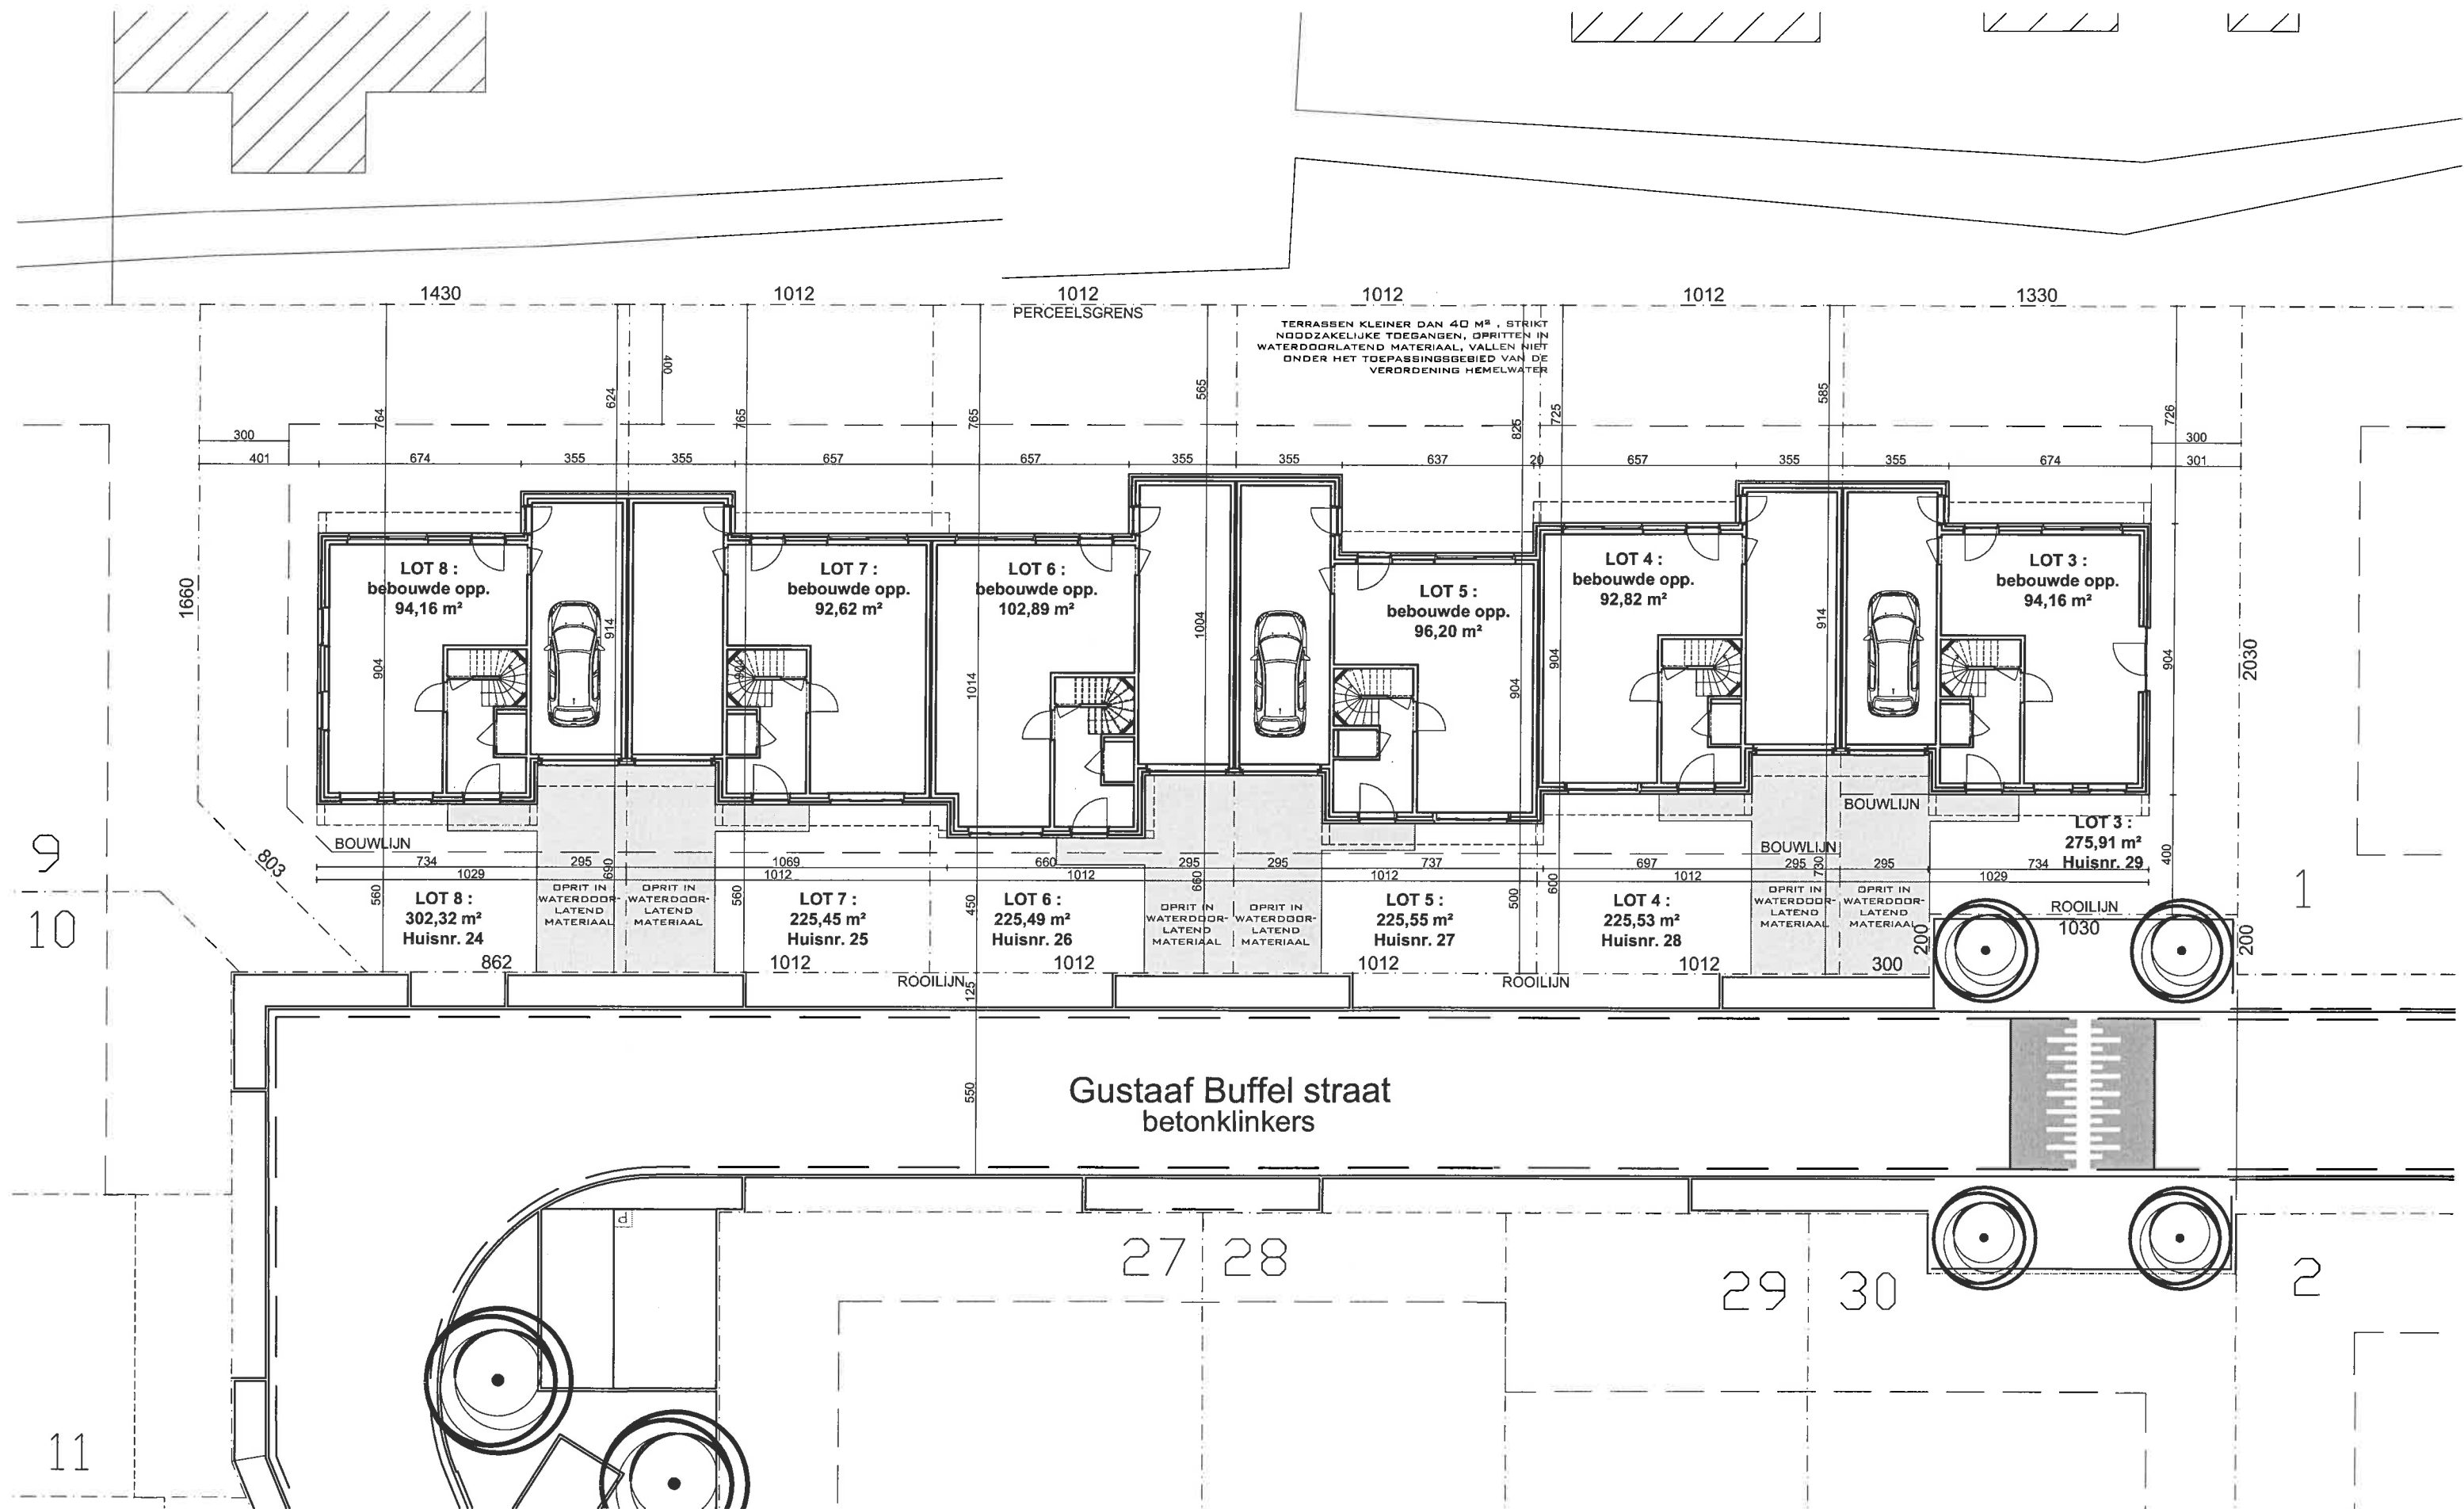 1430 1012 1012 1012 1012 1330
PERCEELSGRENS
TERRASSEN KLEINER DAN 40 M² , STRIKT
NOODZAKELIJKE TOEGANGEN, OPRITTEN IN
WATERDOORLATEND MATERIAAL, VALLEN NIET
ONDER HET TOEPASSINGSGEBIED VAN DE
VERORDENING HEMELWATER
764 624 400 765 765 565 825 725 585 726
300 300
401 674 355 355 657 657 355 355 637 20 657 355 355 674 301
1660
2030
LOT 8 :
bebouwde opp.
94,16 m²
LOT 7 :
bebouwde opp.
92,62 m²
LOT 6 :
bebouwde opp.
102,89 m²
LOT 5 :
bebouwde opp.
96,20 m²
LOT 4 :
bebouwde opp.
92,82 m²
LOT 3 :
bebouwde opp.
94,16 m²
904 914 904 1014 1004 904 904 914 904
BOUWLIJN
BOUWLIJN
BOUWLIJN
803
734 295 1069 660 295 295 737 697 295 295 734
1029 1012 1012 1012 1012 1029
560 690 560 450 660 500 600 730 400
LOT 8 :
302,32 m²
Huisnr. 24
OPRIT IN
WATERDOOR-
LATEND
MATERIAAL
OPRIT IN
WATERDOOR-
LATEND
MATERIAAL
LOT 7 :
225,45 m²
Huisnr. 25
LOT 6 :
225,49 m²
Huisnr. 26
OPRIT IN
WATERDOOR-
LATEND
MATERIAAL
OPRIT IN
WATERDOOR-
LATEND
MATERIAAL
LOT 5 :
225,55 m²
Huisnr. 27
LOT 4 :
225,53 m²
Huisnr. 28
OPRIT IN
WATERDOOR-
LATEND
MATERIAAL
OPRIT IN
WATERDOOR-
LATEND
MATERIAAL
LOT 3 :
275,91 m²
Huisnr. 29
ROOILIJN
1030
200 200
862 1012 1012 1012 1012 300
ROOILIJN
ROOILIJN
125
550
Gustaaf Buffel straat
betonklinkers
9
10
11
1
2
P
27 28
29 30